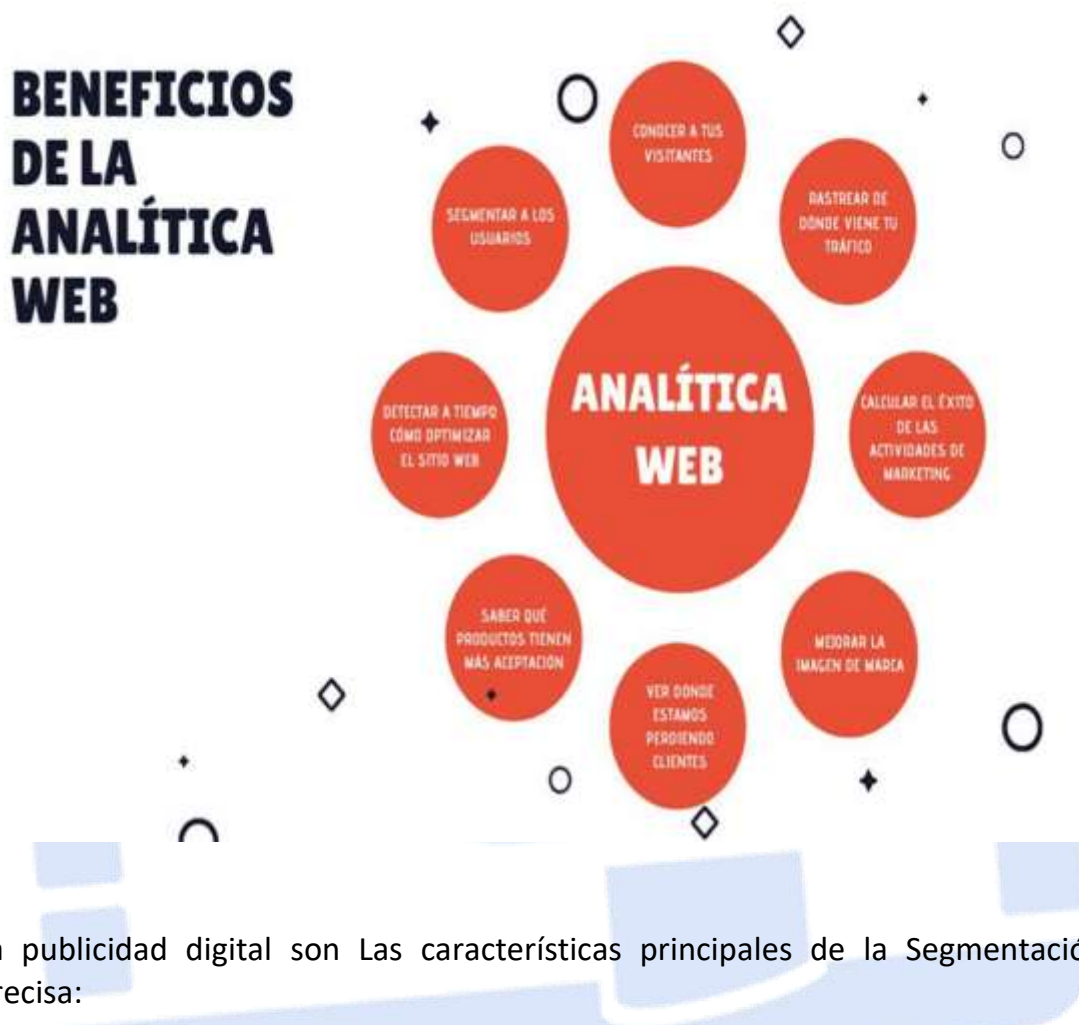 BENEFICIOS
DE LA
ANALÍTICA
WEB
CONOCER A TUS
VISITANTES
RASTREAR DE
DÓNDE VIENE TU
TRÁFICO
CALCULAR EL ÉXITO
DE LAS
ACTIVIDADES DE
MARKETING
MEJORAR LA
IMAGEN DE MARCA
VER DONDE
ESTAMOS
PERDIENDO
CLIENTES
SABER QUÉ
PRODUCTOS TIENEN
MÁS ACEPTACIÓN
DETECTAR A TIEMPO
CÓMO OPTIMIZAR
EL SITIO WEB
SEGMENTAR A LOS
USUARIOS
ANALÍTICA
WEB
publicidad digital son Las características principales de la Segmentació
recisa: